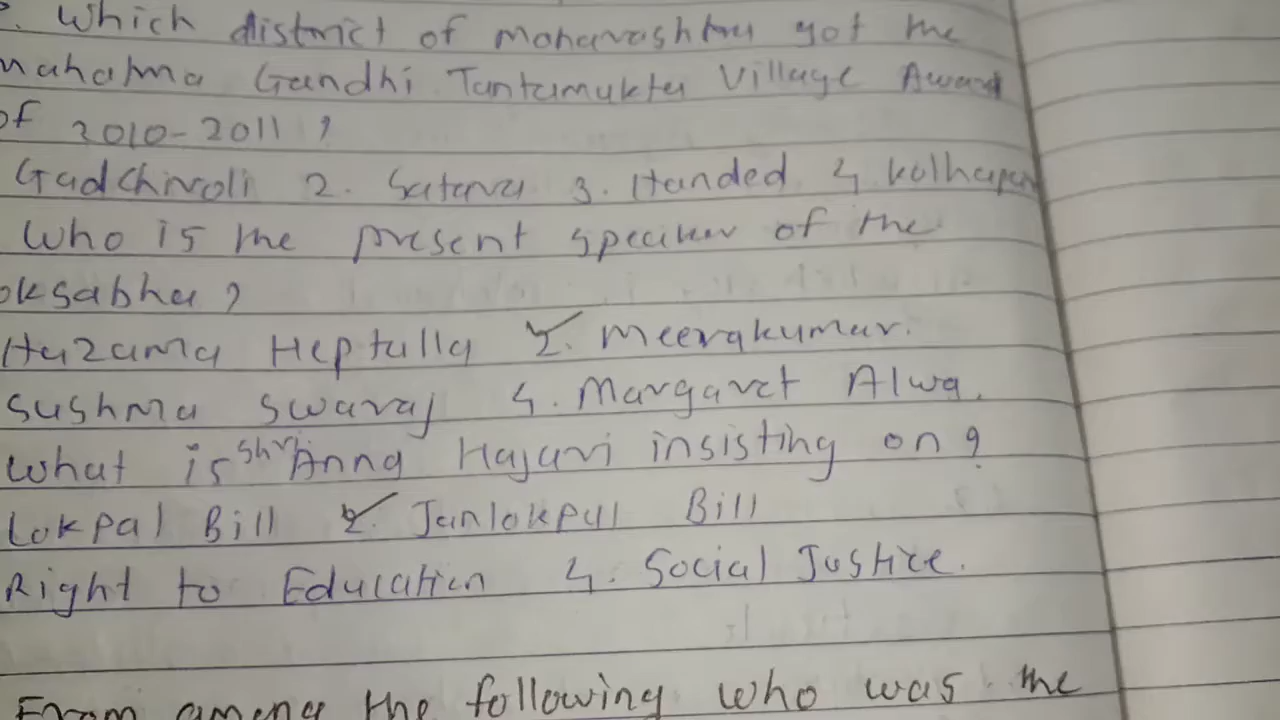 . Which district of Maharashtra got the
mahatma Gandhi Tantamukta Village Award
of 2010-2011?
Gadchiroli 2. Satara 3. Handed 4 kolhapur
Who is the present speaker of the
oksabha?
Hazama Heptulla 2. Meerakumar.
Sushma Swaraj 4. Margaret Alwa.
What is shri Anna Hajari insisting on?
Lokpal Bill 2. Janlokpal Bill
Right to Education 4. Social Justice.
From among the following who was the